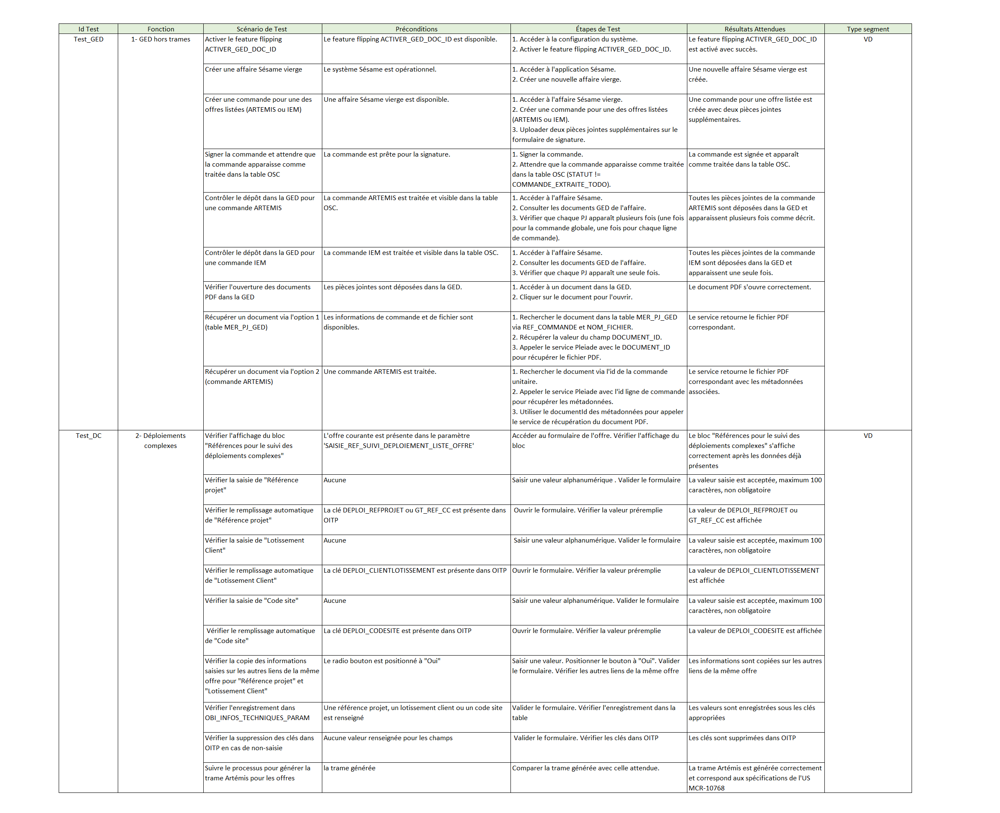 Id Test
Fonction
Scénario de Test
Préconditions
Étapes de Test
Résultats Attendues
Type segment
Test_GED
1- GED hors trames
Activer le feature flipping
ACTIVER_GED_DOC_ID
Le feature flipping ACTIVER_GED_DOC_ID est disponible.
1. Accéder à la configuration du système.
2. Activer le feature flipping ACTIVER_GED_DOC_ID.
Le feature flipping ACTIVER_GED_DOC_ID
est activé avec succès.
VD
Créer une affaire Sésame vierge
Le système Sésame est opérationnel.
1. Accéder à l'application Sésame.
2. Créer une nouvelle affaire vierge.
Une nouvelle affaire Sésame vierge est
créée.
Créer une commande pour une des
offres listées (ARTEMIS ou IEM)
Une affaire Sésame vierge est disponible.
1. Accéder à l'affaire Sésame vierge.
2. Créer une commande pour une des offres listées
(ARTEMIS ou IEM).
3. Uploader deux pièces jointes supplémentaires sur le
formulaire de signature.
Une commande pour une offre listée est
créée avec deux pièces jointes
supplémentaires.
Signer la commande et attendre que
la commande apparaisse comme
traitée dans la table OSC
La commande est prête pour la signature.
1. Signer la commande.
2. Attendre que la commande apparaisse comme traitée
dans la table OSC (STATUT !=
COMMANDE_EXTRAITE_TODO).
La commande est signée et apparaît
comme traitée dans la table OSC.
Contrôler le dépôt dans la GED pour
une commande ARTEMIS
La commande ARTEMIS est traitée et visible dans la table
OSC.
1. Accéder à l'affaire Sésame.
2. Consulter les documents GED de l'affaire.
3. Vérifier que chaque PJ apparaît plusieurs fois (une fois
pour la commande globale, une fois pour chaque ligne
de commande).
Toutes les pièces jointes de la commande
ARTEMIS sont déposées dans la GED et
apparaissent plusieurs fois comme décrit.
Contrôler le dépôt dans la GED pour
une commande IEM
La commande IEM est traitée et visible dans la table OSC.
1. Accéder à l'affaire Sésame.
2. Consulter les documents GED de l'affaire.
3. Vérifier que chaque PJ apparaît une seule fois.
Toutes les pièces jointes de la commande
IEM sont déposées dans la GED et
apparaissent une seule fois.
Vérifier l'ouverture des documents
PDF dans la GED
Les pièces jointes sont déposées dans la GED.
1. Accéder à un document dans la GED.
2. Cliquer sur le document pour l'ouvrir.
Le document PDF s'ouvre correctement.
Récupérer un document via l'option 1
(table MER_PJ_GED)
Les informations de commande et de fichier sont
disponibles.
1. Rechercher le document dans la table MER_PJ_GED
via REF_COMMANDE et NOM_FICHIER.
2. Récupérer la valeur du champ DOCUMENT_ID.
3. Appeler le service Pleiade avec le DOCUMENT_ID
pour récupérer le fichier PDF.
Le service retourne le fichier PDF
correspondant.
Récupérer un document via l'option 2
(commande ARTEMIS)
Une commande ARTEMIS est traitée.
1. Rechercher le document via l'id de la commande
unitaire.
2. Appeler le service Pleiade avec l'id ligne de commande
pour récupérer les métadonnées.
3. Utiliser le documentId des métadonnées pour appeler
le service de récupération du document PDF.
Le service retourne le fichier PDF
correspondant avec les métadonnées
associées.
Test_DC
2- Déploiements
complexes
Vérifier l'affichage du bloc
"Références pour le suivi des
déploiements complexes"
L'offre courante est présente dans le paramètre
'SAISIE_REF_SUIVI_DEPLOIEMENT_LISTE_OFFRE'
Accéder au formulaire de l'offre. Vérifier l'affichage du
bloc
Le bloc "Références pour le suivi des
déploiements complexes" s'affiche
correctement après les données déjà
présentes
VD
Vérifier la saisie de "Référence
projet"
Aucune
Saisir une valeur alphanumérique . Valider le formulaire
La valeur saisie est acceptée, maximum 100
caractères, non obligatoire
Vérifier le remplissage automatique
de "Référence projet"
La clé DEPLOI_REFPROJET ou GT_REF_CC est présente dans
OITP
Ouvrir le formulaire. Vérifier la valeur préremplie
La valeur de DEPLOI_REFPROJET ou
GT_REF_CC est affichée
Vérifier la saisie de "Lotissement
Client"
Aucune
Saisir une valeur alphanumérique. Valider le formulaire
La valeur saisie est acceptée, maximum 100
caractères, non obligatoire
Vérifier le remplissage automatique
de "Lotissement Client"
La clé DEPLOI_CLIENTLOTISSEMENT est présente dans OITP
Ouvrir le formulaire. Vérifier la valeur préremplie
La valeur de DEPLOI_CLIENTLOTISSEMENT
est affichée
Vérifier la saisie de "Code site"
Aucune
Saisir une valeur alphanumérique. Valider le formulaire
La valeur saisie est acceptée, maximum 100
caractères, non obligatoire
Vérifier le remplissage automatique
de "Code site"
La clé DEPLOI_CODESITE est présente dans OITP
Ouvrir le formulaire. Vérifier la valeur préremplie
La valeur de DEPLOI_CODESITE est affichée
Vérifier la copie des informations
saisies sur les autres liens de la même
offre pour "Référence projet" et
"Lotissement Client"
Le radio bouton est positionné à "Oui"
Saisir une valeur. Positionner le bouton à "Oui". Valider
le formulaire. Vérifier les autres liens de la même offre
Les informations sont copiées sur les autres
liens de la même offre
Vérifier l'enregistrement dans
OBI_INFOS_TECHNIQUES_PARAM
Une référence projet, un lotissement client ou un code site
est renseigné
Valider le formulaire. Vérifier l'enregistrement dans la
table
Les valeurs sont enregistrées sous les clés
appropriées
Vérifier la suppression des clés dans
OITP en cas de non-saisie
Aucune valeur renseignée pour les champs
Valider le formulaire. Vérifier les clés dans OITP
Les clés sont supprimées dans OITP
Suivre le processus pour générer la
trame Artémis pour les offres
la trame générée
Comparer la trame générée avec celle attendue.
La trame Artémis est générée correctement
et correspond aux spécifications de l'US
MCR-10768